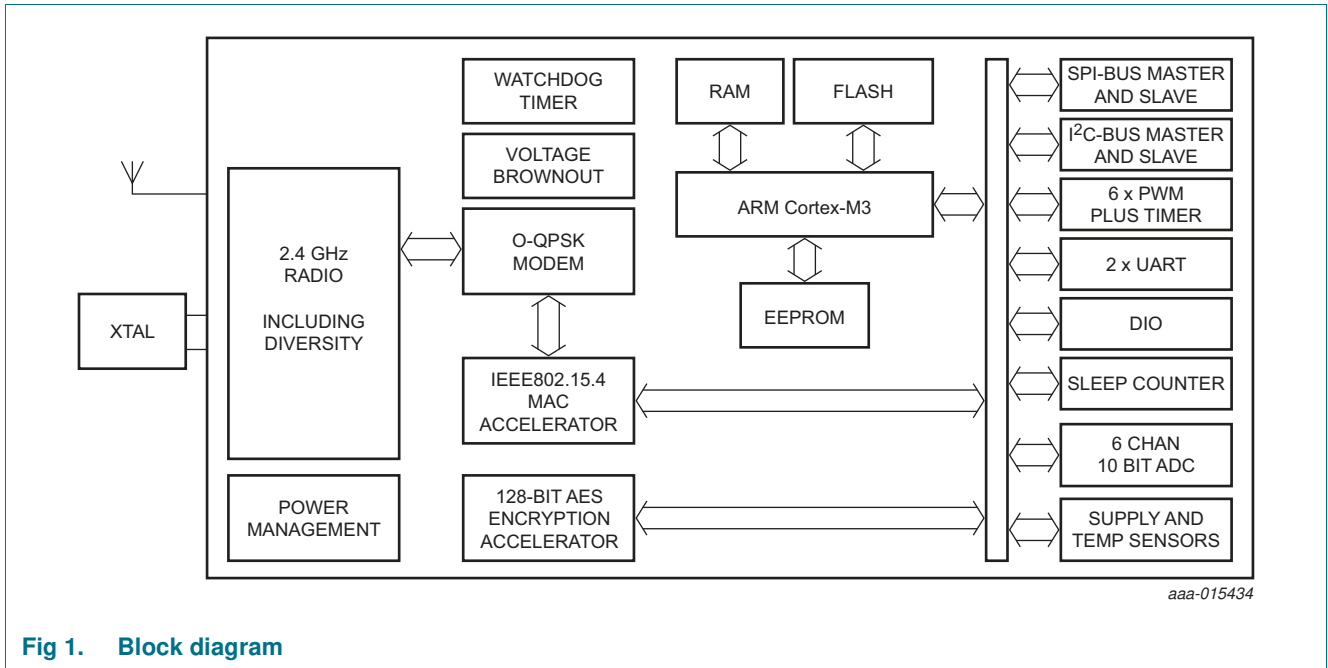 WATCHDOG
TIMER
VOLTAGE
BROWNOUT
2.4 GHz
RADIO
INCLUDING
DIVERSITY
O-QPSK
MODEM
XTAL
IEEE802.15.4
MAC
ACCELERATOR
POWER
MANAGEMENT
128-BIT AES
ENCRYPTION
ACCELERATOR
RAM
FLASH
ARM Cortex-M3
EEPROM
SPI-BUS MASTER
AND SLAVE
I²C-BUS MASTER
AND SLAVE
6 x PWM
PLUS TIMER
2 x UART
DIO
SLEEP COUNTER
6 CHAN
10 BIT ADC
SUPPLY AND
TEMP SENSORS
aaa-015434
Fig 1. Block diagram